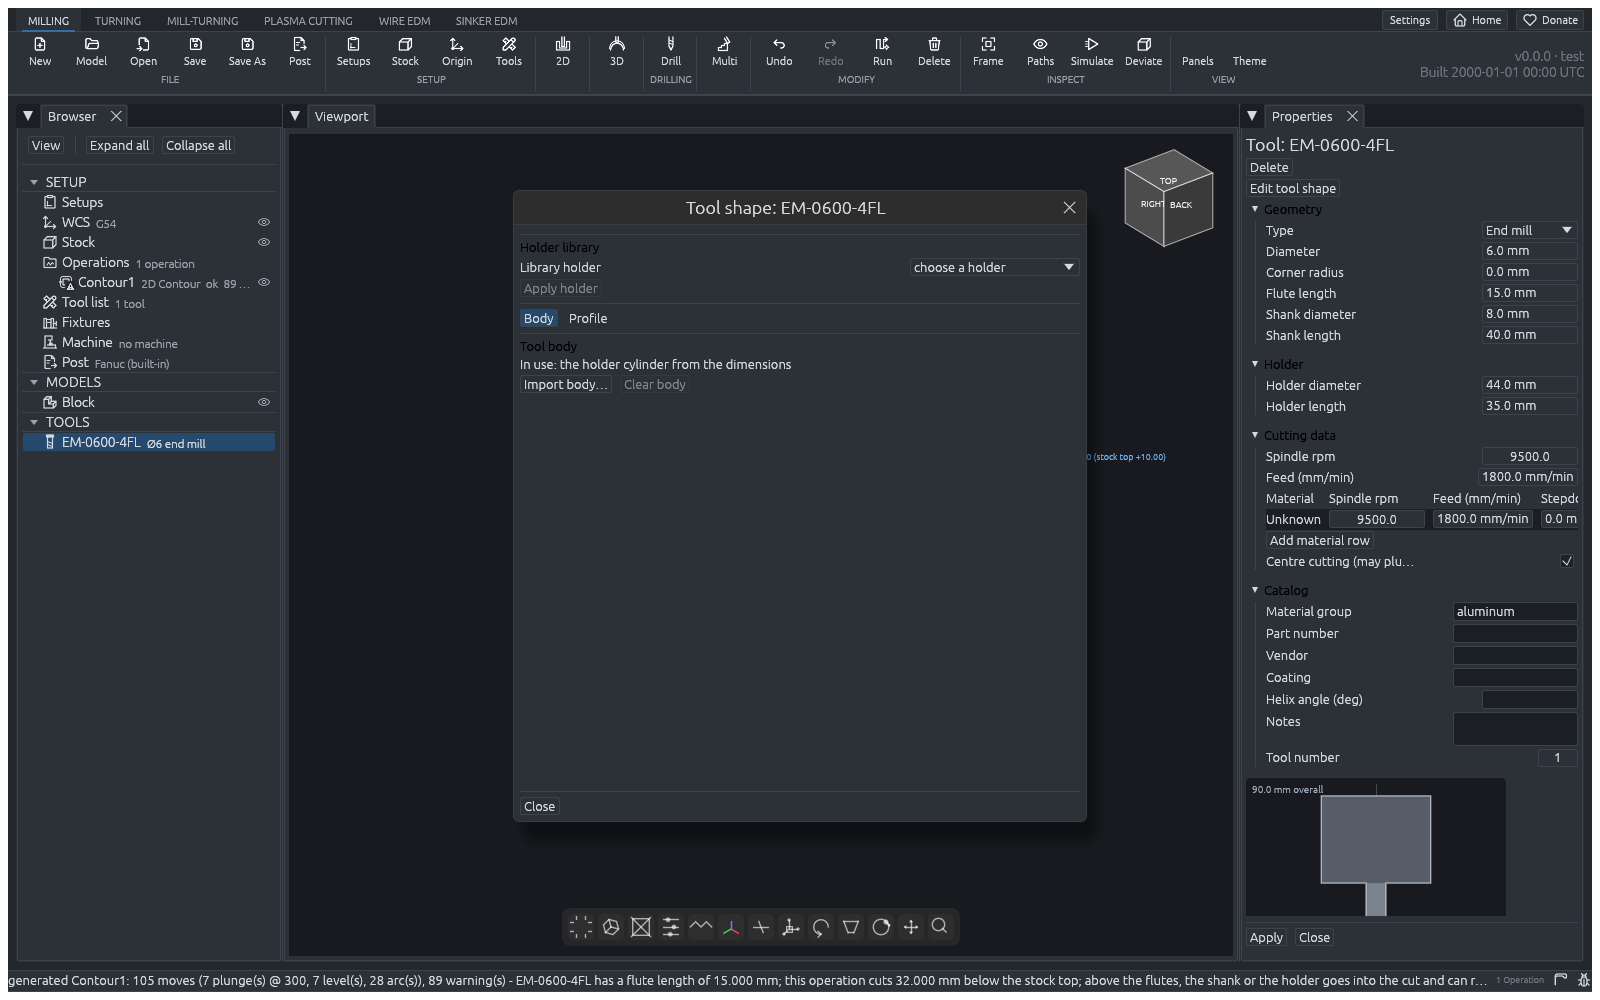 MILLING TURNING MILL-TURNING PLASMA CUTTING WIRE EDM SINKER EDM Settings Home Donate
New Model Open Save Save As Post Setups Stock Origin Tools 2D 3D Drill Multi Undo Redo Run Delete Frame Paths Simulate Deviate Panels Theme
FILE SETUP DRILLING MODIFY INSPECT VIEW
v0.0.0 · test
Built 2000-01-01 00:00 UTC
Browser
View Expand all Collapse all
SETUP
Setups
WCS G54
Stock
Operations 1 operation
Contour1 2D Contour ok 89 ...
Tool list 1 tool
Fixtures
Machine no machine
Post Fanuc (built-in)
MODELS
Block
TOOLS
EM-0600-4FL Ø6 end mill
Viewport
TOP
RIGHT BACK
0 (stock top +10.00)
Tool shape: EM-0600-4FL
Holder library
Library holder choose a holder
Apply holder
Body Profile
Tool body
In use: the holder cylinder from the dimensions
Import body... Clear body
Close
Properties
Tool: EM-0600-4FL
Delete
Edit tool shape
Geometry
Type End mill
Diameter 6.0 mm
Corner radius 0.0 mm
Flute length 15.0 mm
Shank diameter 8.0 mm
Shank length 40.0 mm
Holder
Holder diameter 44.0 mm
Holder length 35.0 mm
Cutting data
Spindle rpm 9500.0
Feed (mm/min) 1800.0 mm/min
Material Spindle rpm Feed (mm/min) Stepdo
Unknown 9500.0 1800.0 mm/min 0.0 m
Add material row
Centre cutting (may plu...
Catalog
Material group aluminum
Part number
Vendor
Coating
Helix angle (deg)
Notes
Tool number 1
90.0 mm overall
Apply Close
generated Contour1: 105 moves (7 plunge(s) @ 300, 7 level(s), 28 arc(s)), 89 warning(s) - EM-0600-4FL has a flute length of 15.000 mm; this operation cuts 32.000 mm below the stock top; above the flutes, the shank or the holder goes into the cut and can r... 1 Operation